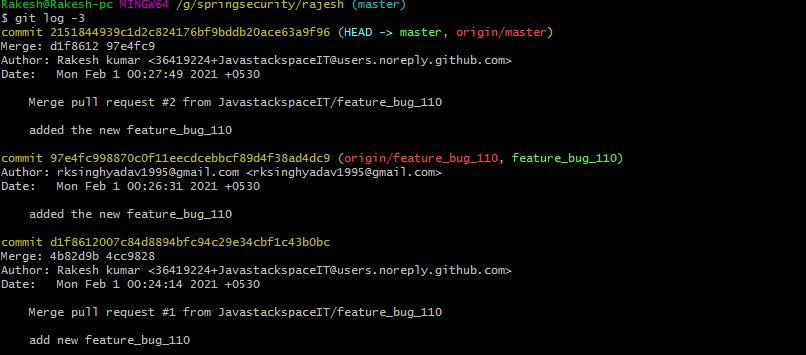 Rakesh@Rakesh-pc MINGW64 /g/springsecurity/rajesh (master)
$ git log -3
commit 2151844939c1d2c824176bf9bddb20ace63a9f96 (HEAD -> master, origin/master)
Merge: d1f8612 97e4fc9
Author: Rakesh kumar <36419224+JavastackspaceIT@users.noreply.github.com>
Date:   Mon Feb 1 00:27:49 2021 +0530
    Merge pull request #2 from JavastackspaceIT/feature_bug_110
    added the new feature_bug_110
commit 97e4fc998870c0f11eecdcebbcf89d4f38ad4dc9 (origin/feature_bug_110, feature_bug_110)
Author: rksinghyadav1995@gmail.com <rksinghyadav1995@gmail.com>
Date:   Mon Feb 1 00:26:31 2021 +0530
    added the new feature_bug_110
commit d1f8612007c84d8894bfc94c29e34cbf1c43b0bc
Merge: 4b82d9b 4cc9828
Author: Rakesh kumar <36419224+JavastackspaceIT@users.noreply.github.com>
Date:   Mon Feb 1 00:24:14 2021 +0530
    Merge pull request #1 from JavastackspaceIT/feature_bug_110
    add new feature_bug_110